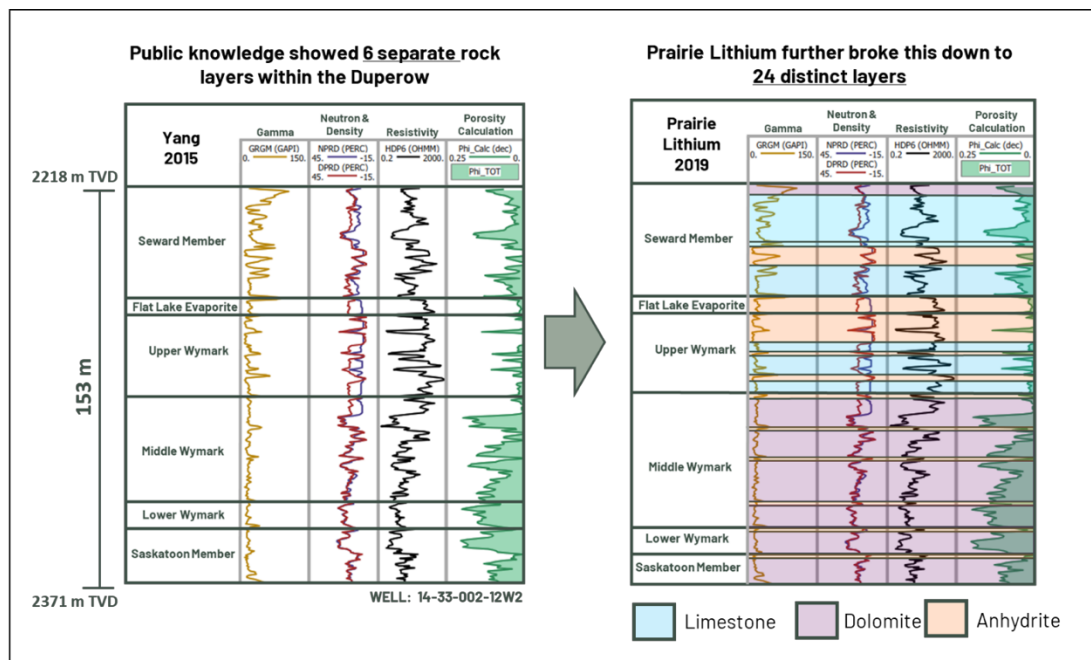 Public knowledge showed 6 separate rock
layers within the Duperow
Prairie Lithium further broke this down to
24 distinct layers
Yang
2015
Gamma
Neutron &
Density
Resistivity
Porosity
Calculation
GRGM (GAPI)
0. 150.
NPRD (PERC)
45. -15.
DPRD (PERC)
45. -15.
HDP6 (OHMM)
0.2 2000.
Phi_Calc (dec)
0.25 0.
Phi_TOT
2218 m TVD
153 m
2371 m TVD
Seward Member
Flat Lake Evaporite
Upper Wymark
Middle Wymark
Lower Wymark
Saskatoon Member
WELL: 14-33-002-12W2
Prairie
Lithium
2019
Gamma
Neutron &
Density
Resistivity
Porosity
Calculation
GRGM (GAPI)
0. 150.
NPRD (PERC)
45. -15.
DPRD (PERC)
45. -15.
HDP6 (OHMM)
0.2 2000.
Phi_Calc (dec)
0.25 0.
Phi_TOT
Seward Member
Flat Lake Evaporite
Upper Wymark
Middle Wymark
Lower Wymark
Saskatoon Member
Limestone
Dolomite
Anhydrite